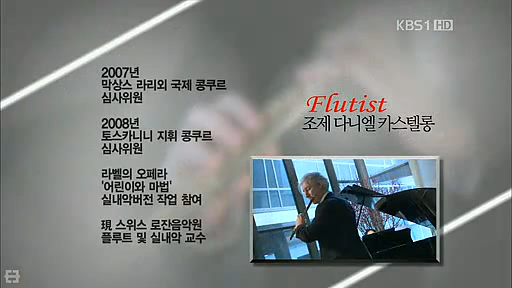 KBS1 HD
2007년
막상스 라리외 국제 콩쿠르
심사위원
2008년
토스카니니 지휘 콩쿠르
심사위원
라벨의 오페라
'어린이와 마법'
실내악버전 작업 참여
現 스위스 로잔음악원
플루트 및 실내악 교수
Flutist
조제 다니엘 카스텔롱